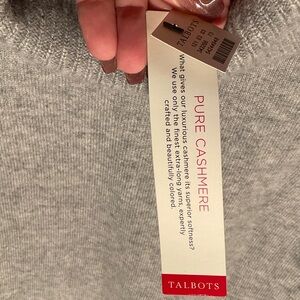 TALBOTS
PURE CASHMERE
What gives our luxurious cashmere its superior softness?
We use only the finest extra-long yarns, expertly
crafted and beautifully colored.
TALBOTS